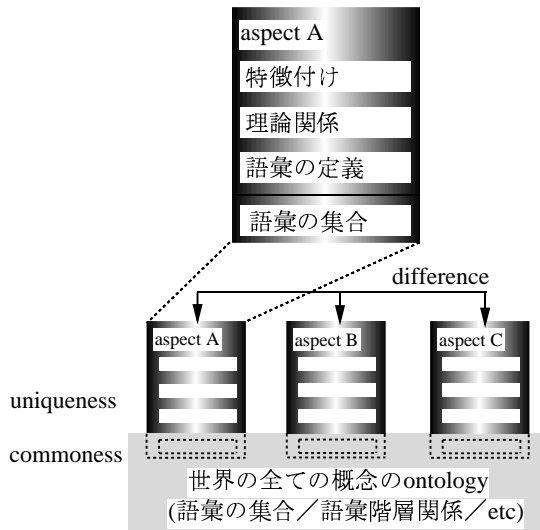 aspect A
特徴付け
理論関係
語彙の定義
語彙の集合
difference
aspect A
aspect B
aspect C
uniqueness
commoness
世界の全ての概念のontology
(語彙の集合／語彙階層関係／etc)